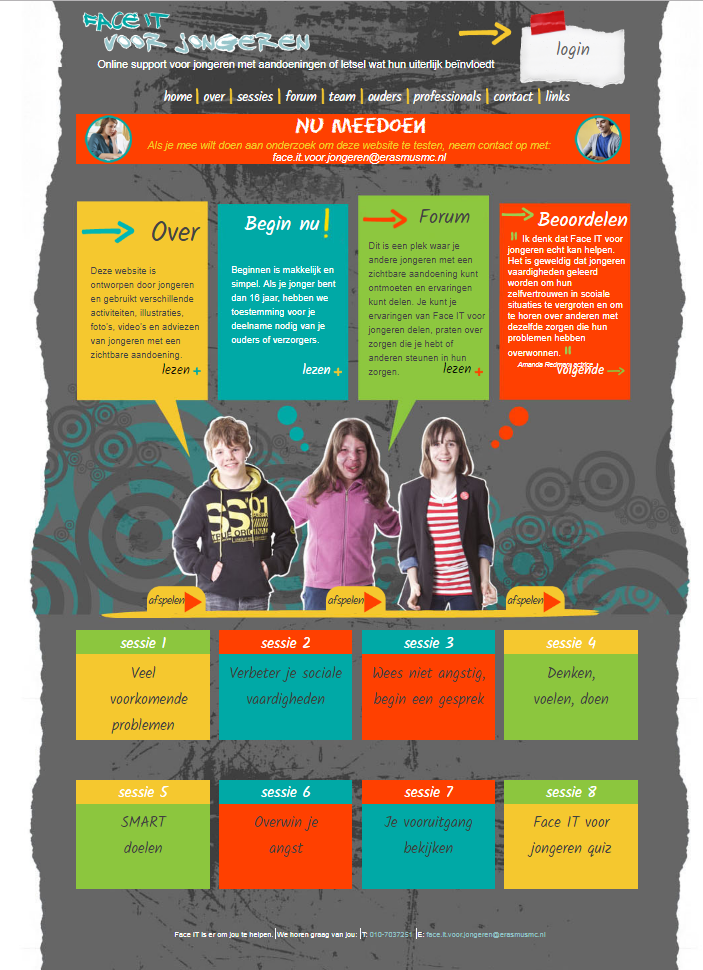 FACE IT
VOOR JONGEREN
Online support voor jongeren met aandoeningen of letsel wat hun uiterlijk beïnvloedt
login
home | over | sessies | forum | team | ouders | professionals | contact | links
NU MEEDOEN
Als je mee wilt doen aan onderzoek om deze website te testen, neem contact op met:
face.it.voor.jongeren@erasmusmc.nl
Over
Deze website is
ontworpen door jongeren
en gebruikt verschillende
activiteiten, illustraties,
foto's, video's en adviezen
van jongeren met een
zichtbare aandoening.
lezen +
Begin nu!
Beginnen is makkelijk en
simpel. Als je jonger bent
dan 16 jaar, hebben we
toestemming voor je
deelname nodig van je
ouders of verzorgers.
lezen +
Forum
Dit is een plek waar je
andere jongeren met een
zichtbare aandoening kunt
ontmoeten en ervaringen
kunt delen. Je kunt je
ervaringen van Face IT voor
jongeren delen, praten over
zorgen die je hebt of
anderen steunen in hun
zorgen.
lezen +
Beoordelen
" Ik denk dat Face IT voor
jongeren echt kan helpen.
Het is geweldig dat jongeren
vaardigheden geleerd
worden om hun
zelfvertrouwen in scoiale
situaties te vergroten en om
te horen over anderen met
dezelfde zorgen die hun
problemen hebben
overwonnen. "
Amanda Redman, actrice
volgende
SS'01
TRUE ORIGINAL
afspelen
afspelen
afspelen
sessie 1
Veel
voorkomende
problemen
sessie 2
Verbeter je sociale
vaardigheden
sessie 3
Wees niet angstig,
begin een gesprek
sessie 4
Denken,
voelen, doen
sessie 5
SMART
doelen
sessie 6
Overwin je
angst
sessie 7
Je vooruitgang
bekijken
sessie 8
Face IT voor
jongeren quiz
Face IT is er om jou te helpen. | We horen graag van jou: | T: 010-7037251 | E: face.it.voor.jongeren@erasmusmc.nl